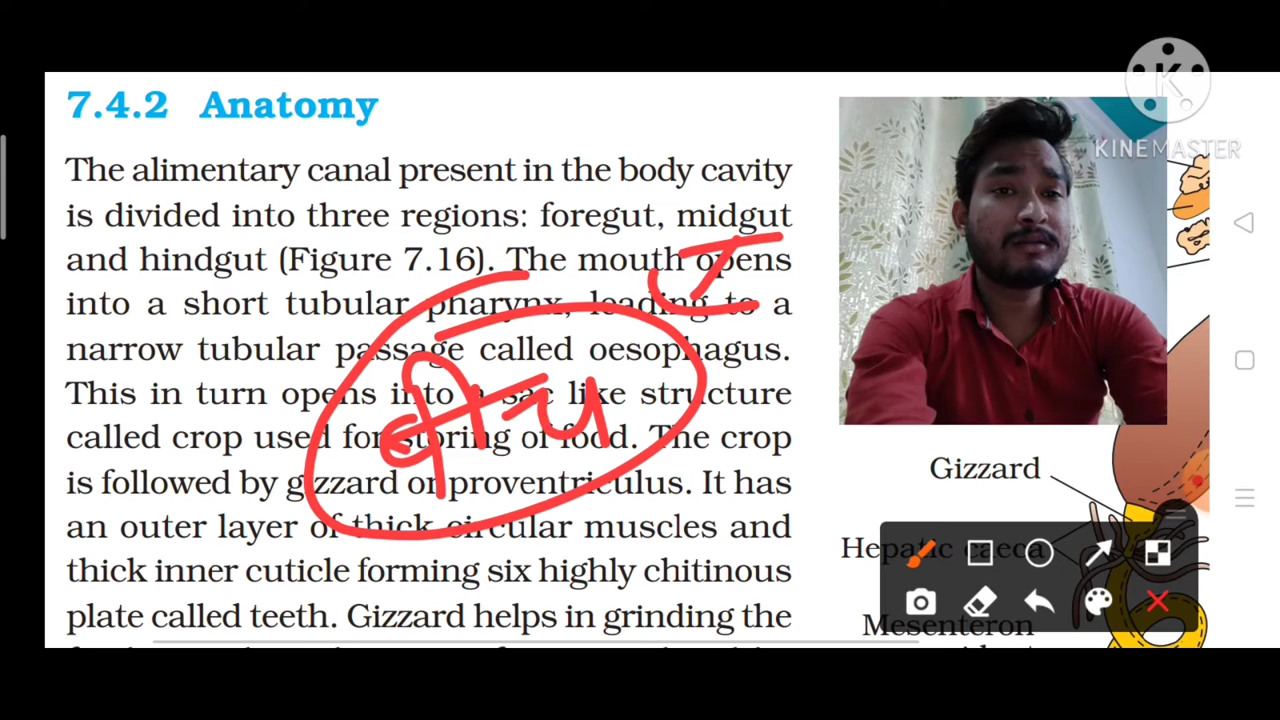 7.4.2 Anatomy
The alimentary canal present in the body cavity
is divided into three regions: foregut, midgut
and hindgut (Figure 7.16). The mouth opens
into a short tubular pharynx, leading to a
narrow tubular passage called oesophagus.
This in turn opens into a sac like structure
called crop used for storing of food. The crop
is followed by gizzard or proventriculus. It has
an outer layer of thick circular muscles and
thick inner cuticle forming six highly chitinous
plate called teeth. Gizzard helps in grinding the
KINEMASTER
Gizzard
Hepatic caeca
Mesenteron